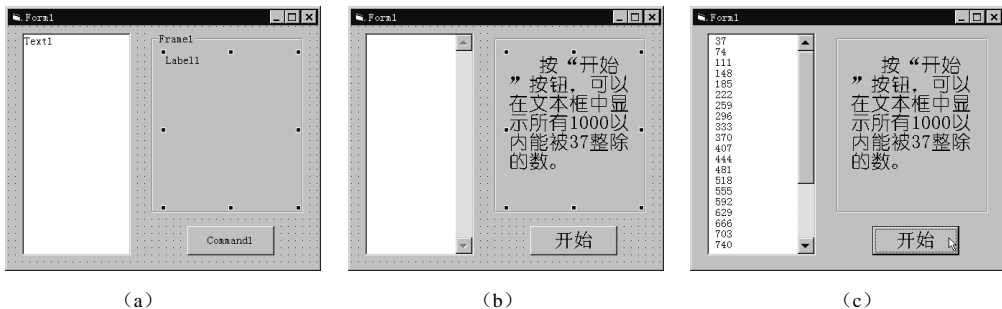 Form1
Text1
Frame1
Label1
Command1
(a)
Form1
按“开始
”按钮，可以
在文本框中显
示所有1000以
内能被37整除
的数。
开始
(b)
Form1
37
74
111
148
185
222
259
296
333
370
407
444
481
518
555
592
629
666
703
740
按“开始
”按钮，可以
在文本框中显
示所有1000以
内能被37整除
的数。
开始
(c)